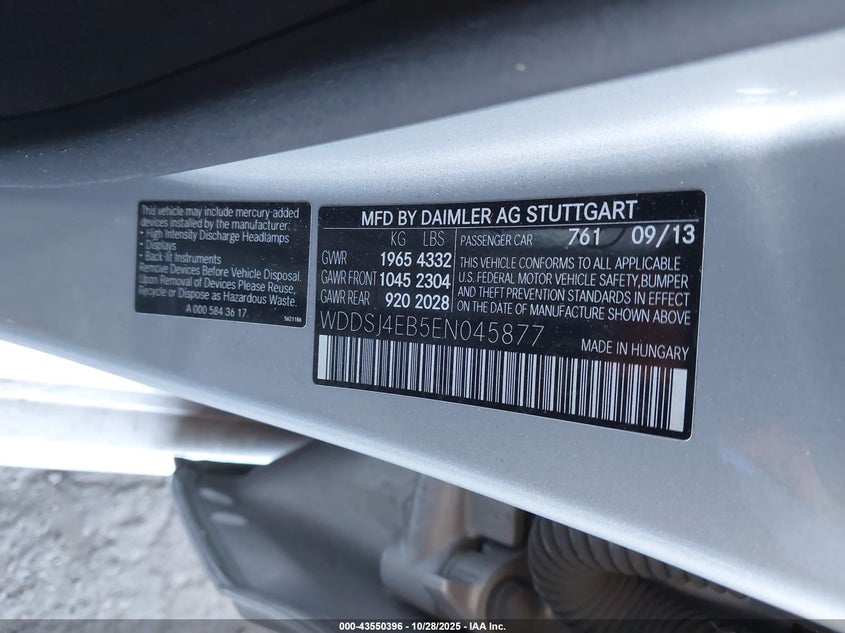 This vehicle may include mercury-added
devices installed by the manufacturer:
- High Intensity Discharge Headlamps
- Displays
- Back-lit Instruments
Remove Devices Before Vehicle Disposal.
Upon Removal of Devices Please Reuse,
Recycle or Dispose as Hazardous Waste.
A 000 584 36 17
5621186
MFD BY DAIMLER AG STUTTGART
KG LBS
GVWR 1965 4332
GAWR FRONT 1045 2304
GAWR REAR 920 2028
PASSENGER CAR 761 09/13
THIS VEHICLE CONFORMS TO ALL APPLICABLE
U.S. FEDERAL MOTOR VEHICLE SAFETY,BUMPER
AND THEFT PREVENTION STANDARDS IN EFFECT
ON THE DATE OF MANUFACTURE SHOWN ABOVE.
WDDSJ4EB5EN045877
MADE IN HUNGARY
000-43550396 - 10/28/2025 - IAA Inc.